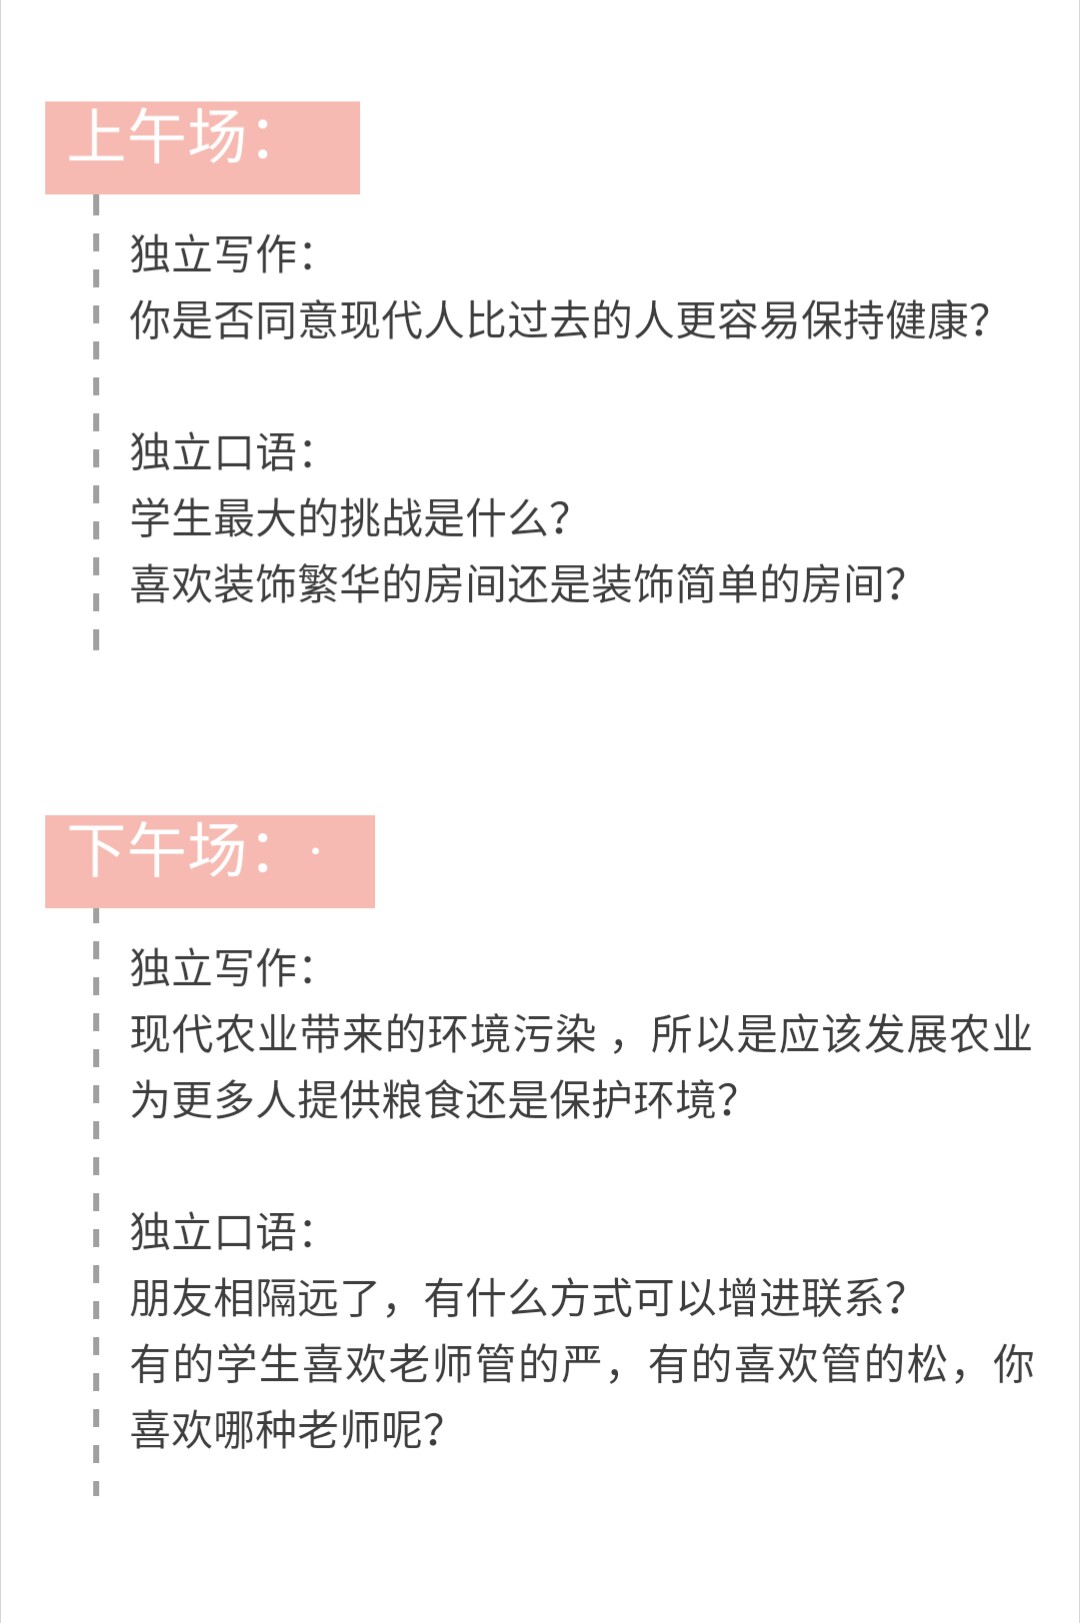 上午场：
独立写作：
你是否同意现代人比过去的人更容易保持健康？
独立口语：
学生最大的挑战是什么？
喜欢装饰繁华的房间还是装饰简单的房间？
下午场：·
独立写作：
现代农业带来的环境污染 ，所以是应该发展农业
为更多人提供粮食还是保护环境？
独立口语：
朋友相隔远了，有什么方式可以增进联系？
有的学生喜欢老师管的严，有的喜欢管的松，你
喜欢哪种老师呢？